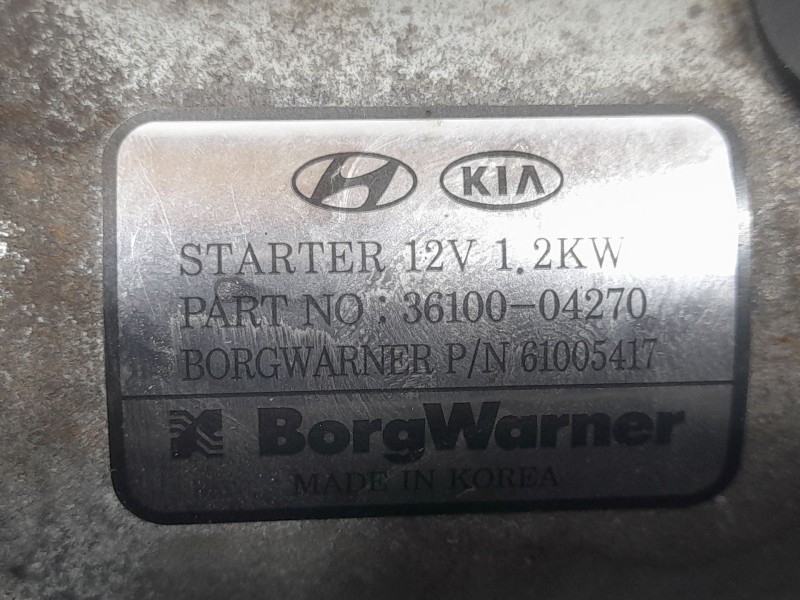 KIA
STARTER 12V 1.2KW
PART NO : 36100-04270
BORGWARNER P/N 61005417
BorgWarner
MADE IN KOREA